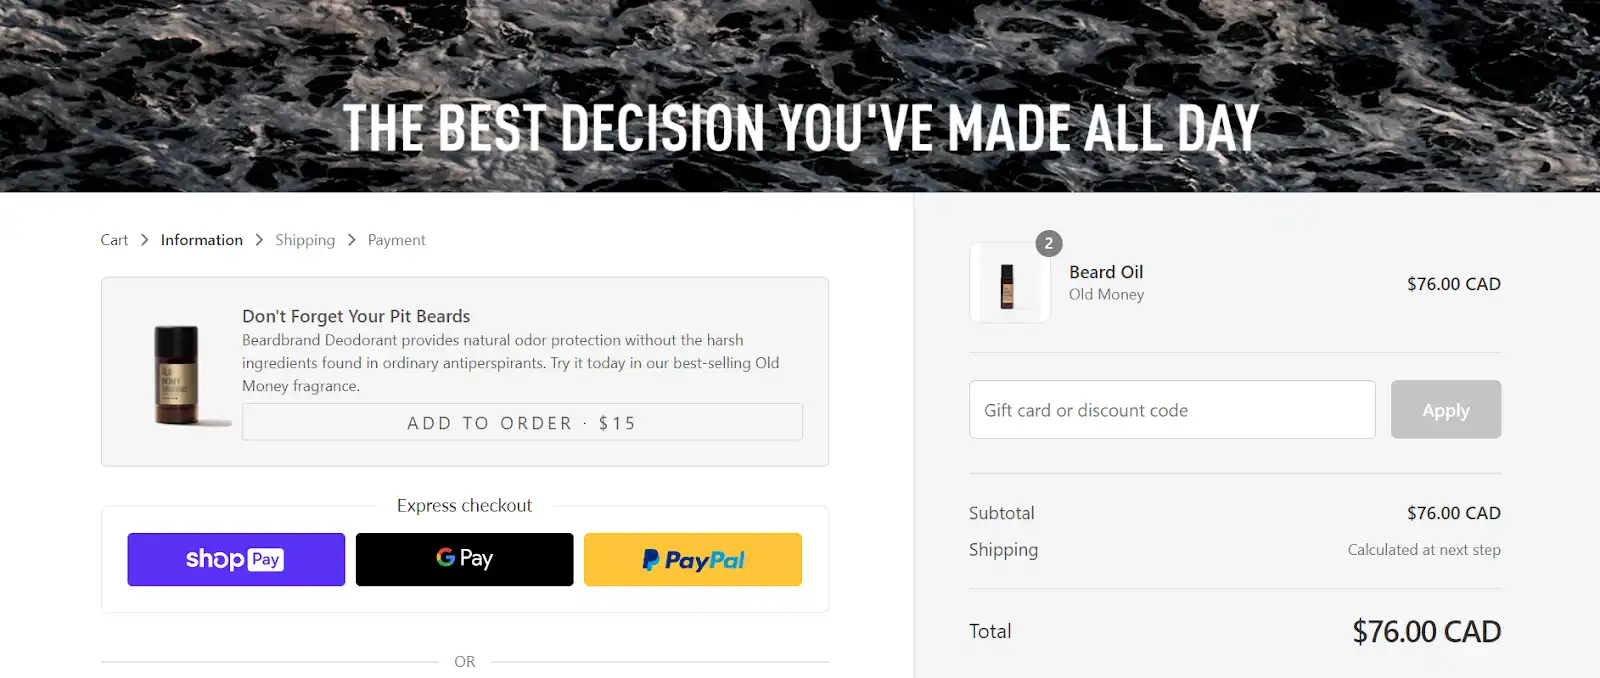 THE BEST DECISION YOU'VE MADE ALL DAY
Cart > Information > Shipping > Payment
Don't Forget Your Pit Beards
Beardbrand Deodorant provides natural odor protection without the harsh
ingredients found in ordinary antiperspirants. Try it today in our best-selling Old
Money fragrance.
ADD TO ORDER · $15
OLD
MONEY
Express checkout
shop Pay
G Pay
PayPal
OR
2
Beard Oil
Old Money
$76.00 CAD
Gift card or discount code
Apply
Subtotal
$76.00 CAD
Shipping
Calculated at next step
Total
$76.00 CAD